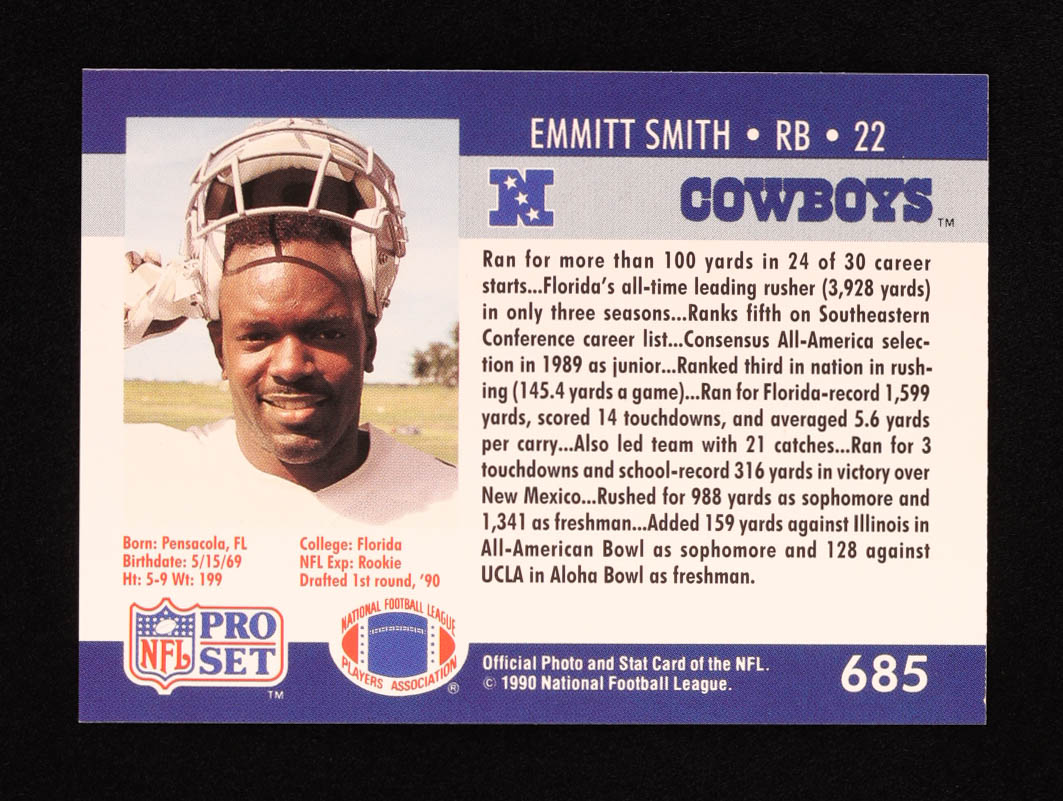 EMMITT SMITH • RB • 22
N
COWBOYS TM
Ran for more than 100 yards in 24 of 30 career
starts...Florida's all-time leading rusher (3,928 yards)
in only three seasons...Ranks fifth on Southeastern
Conference career list...Consensus All-America selec-
tion in 1989 as junior...Ranked third in nation in rush-
ing (145.4 yards a game)...Ran for Florida-record 1,599
yards, scored 14 touchdowns, and averaged 5.6 yards
per carry...Also led team with 21 catches...Ran for 3
touchdowns and school-record 316 yards in victory over
New Mexico...Rushed for 988 yards as sophomore and
1,341 as freshman...Added 159 yards against Illinois in
All-American Bowl as sophomore and 128 against
UCLA in Aloha Bowl as freshman.
Born: Pensacola, FL
Birthdate: 5/15/69
Ht: 5-9 Wt: 199
College: Florida
NFL Exp: Rookie
Drafted 1st round, '90
NFL
PRO
SET
TM
NATIONAL FOOTBALL LEAGUE
PLAYERS ASSOCIATION
®
Official Photo and Stat Card of the NFL.
© 1990 National Football League.
685